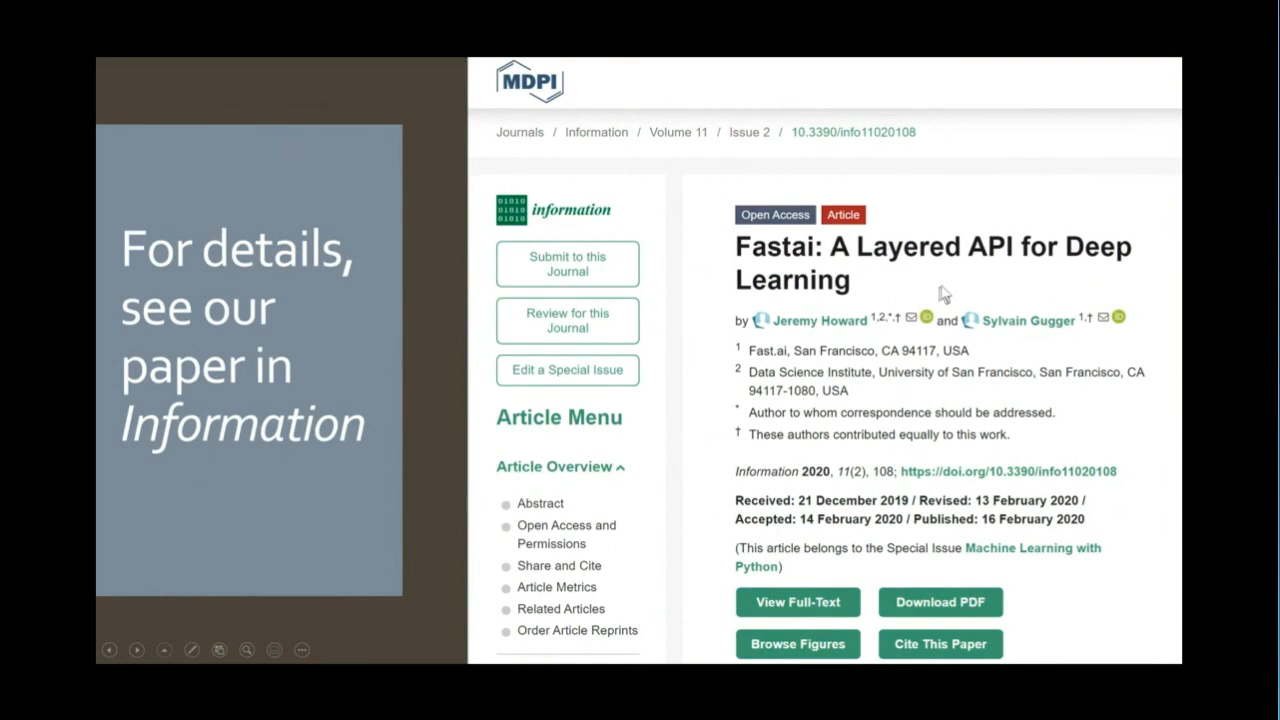 For details,
see our
paper in
Information
MDPI
Journals / Information / Volume 11 / Issue 2 / 10.3390/info11020108
01010
01010
01010
information
Submit to this
Journal
Review for this
Journal
Edit a Special Issue
Article Menu
Article Overview
Abstract
Open Access and
Permissions
Share and Cite
Article Metrics
Related Articles
Order Article Reprints
Open Access Article
Fastai: A Layered API for Deep
Learning
by Jeremy Howard 1,2,*,† iD and Sylvain Gugger 1,† iD
1 Fast.ai, San Francisco, CA 94117, USA
2 Data Science Institute, University of San Francisco, San Francisco, CA
94117-1080, USA
* Author to whom correspondence should be addressed.
† These authors contributed equally to this work.
Information 2020, 11(2), 108; https://doi.org/10.3390/info11020108
Received: 21 December 2019 / Revised: 13 February 2020 /
Accepted: 14 February 2020 / Published: 16 February 2020
(This article belongs to the Special Issue Machine Learning with
Python)
View Full-Text Download PDF
Browse Figures Cite This Paper